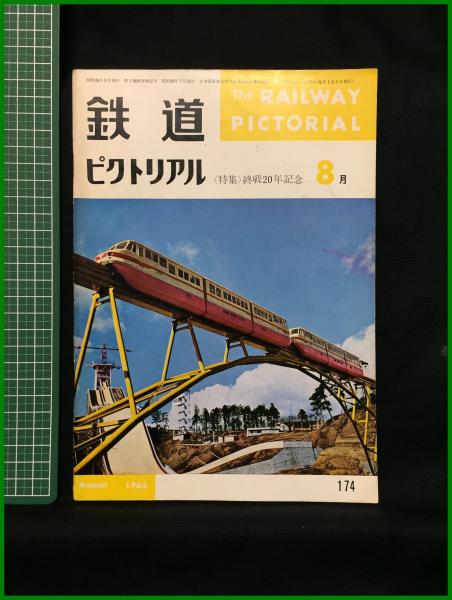 The RAILWAY
PICTORIAL
鉄道
ピクトリアル
〈特集〉終戦20年記念
8月
August 1965
174